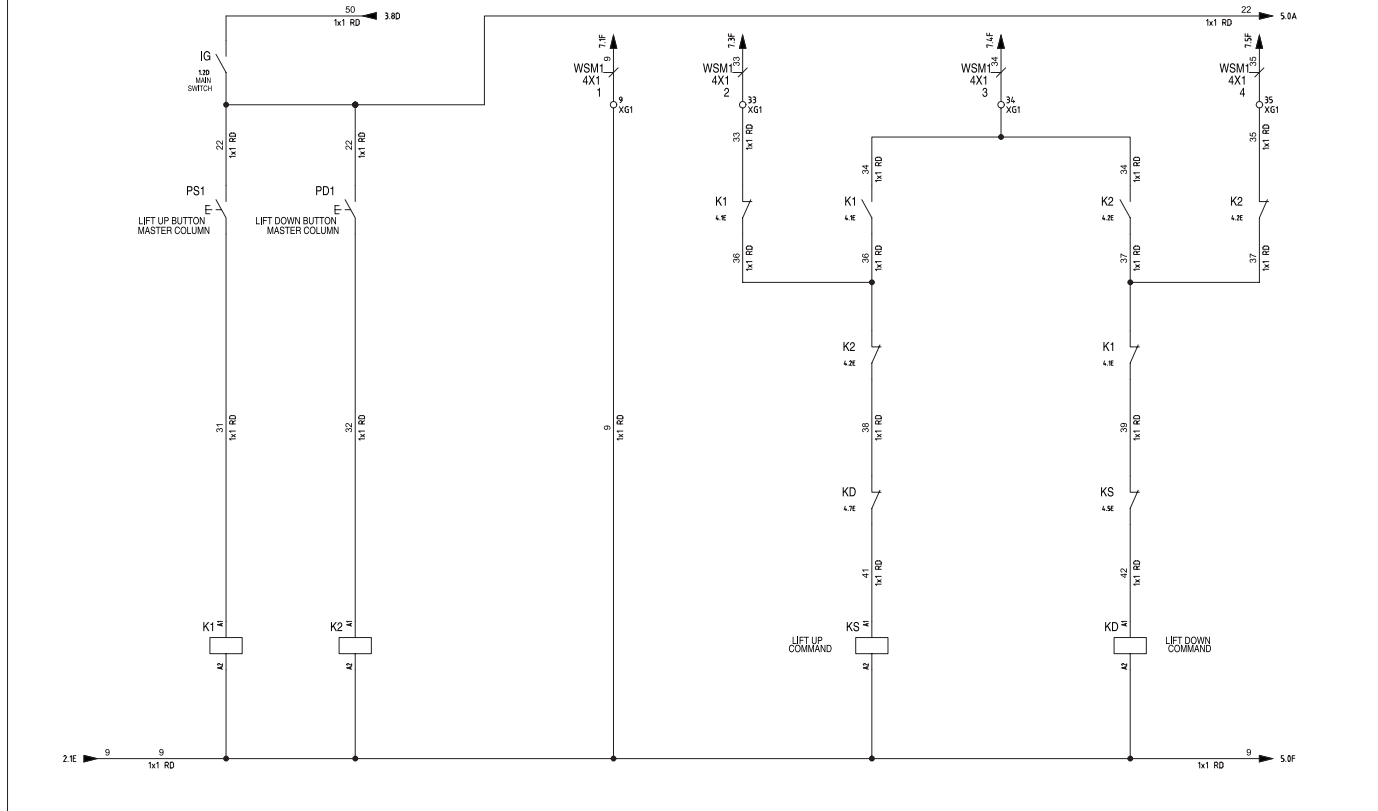 50
3.8D
1x1 RD
22
5.0A
1x1 RD
IG
1.2D
MAIN
SWITCH
7.1F
9
WSM1
4X1
1
9
XG1
7.3F
33
WSM1
4X1
2
33
XG1
7.4F
34
WSM1
4X1
3
34
XG1
7.5F
35
WSM1
4X1
4
35
XG1
22
1x1 RD
22
1x1 RD
33
1x1 RD
34
1x1 RD
34
1x1 RD
35
1x1 RD
PS1
LIFT UP BUTTON
MASTER COLUMN
PD1
LIFT DOWN BUTTON
MASTER COLUMN
K1
4.1E
K1
4.1E
K2
4.2E
K2
4.2E
36
1x1 RD
36
1x1 RD
37
1x1 RD
37
1x1 RD
K2
4.2E
K1
4.1E
31
1x1 RD
32
1x1 RD
9
1x1 RD
38
1x1 RD
39
1x1 RD
KD
4.7E
KS
4.5E
41
1x1 RD
42
1x1 RD
K1
A1
A2
K2
A1
A2
LIFT UP
COMMAND
KS
A1
A2
KD
A1
A2
LIFT DOWN
COMMAND
2.1E
9
9
1x1 RD
9
1x1 RD
5.0F